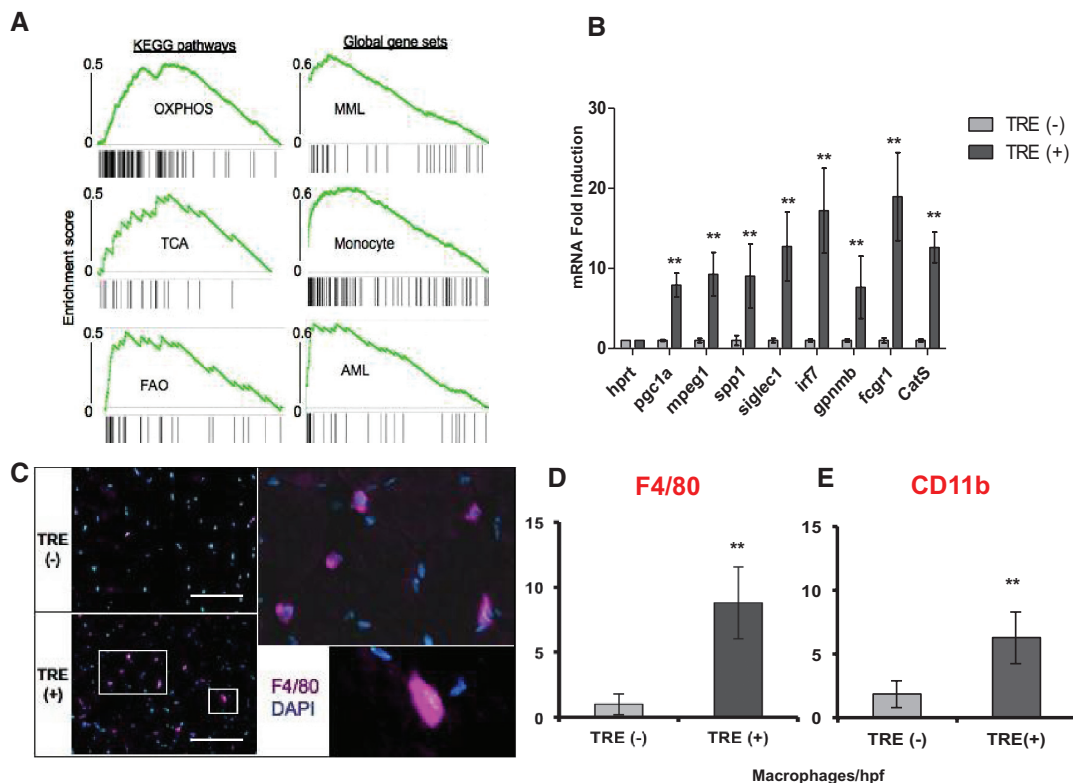 A
KEGG pathways
Global gene sets
Enrichment score
0.5
OXPHOS
0
0.6
MML
0
0.5
TCA
0
0.6
Monocyte
0
0.5
FAO
0
0.6
AML
0
B
mRNA Fold Induction
30
20
10
0
TRE (-)
TRE (+)
**
**
**
**
**
**
**
**
hprt
pgc1a
mpeg1
spp1
siglec1
irf7
gpnmb
fcgr1
CatS
C
TRE
(-)
TRE
(+)
F4/80
DAPI
D
F4/80
15
10
5
0
**
TRE (-)
TRE (+)
E
CD11b
15
10
5
0
**
TRE (-)
TRE(+)
Macrophages/hpf